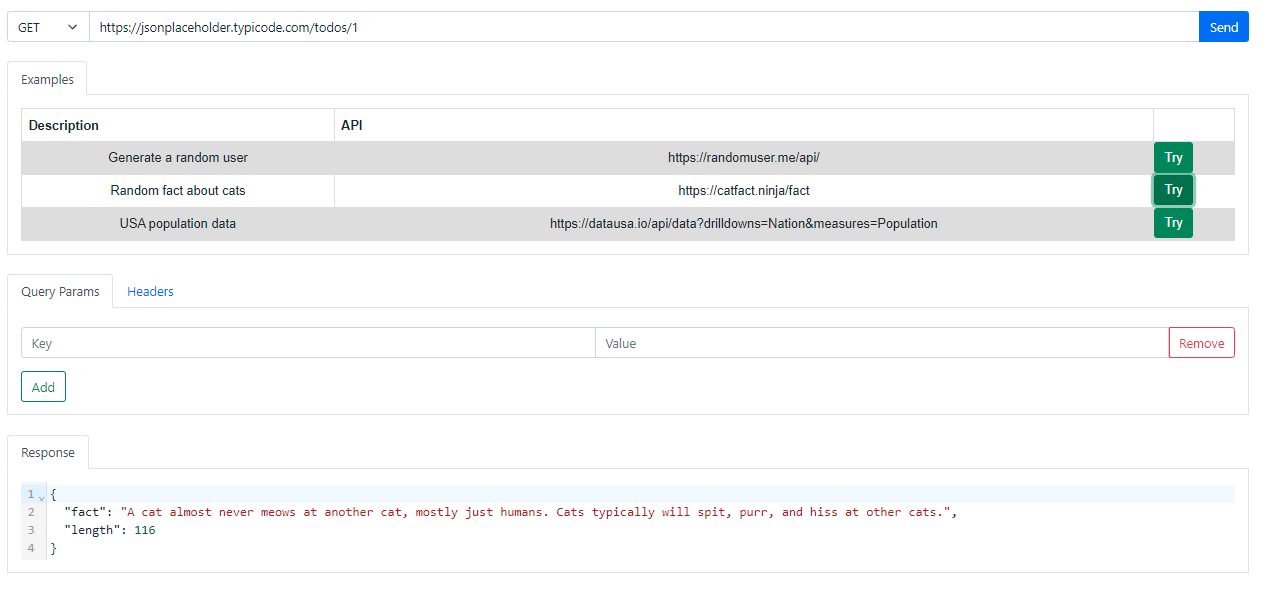 GET https://jsonplaceholder.typicode.com/todos/1 Send
Examples
Description API
Generate a random user https://randomuser.me/api/ Try
Random fact about cats https://catfact.ninja/fact Try
USA population data https://datausa.io/api/data?drilldowns=Nation&measures=Population Try
Query Params Headers
Key Value Remove
Add
Response
1 {
2 "fact": "A cat almost never meows at another cat, mostly just humans. Cats typically will spit, purr, and hiss at other cats.",
3 "length": 116
4 }